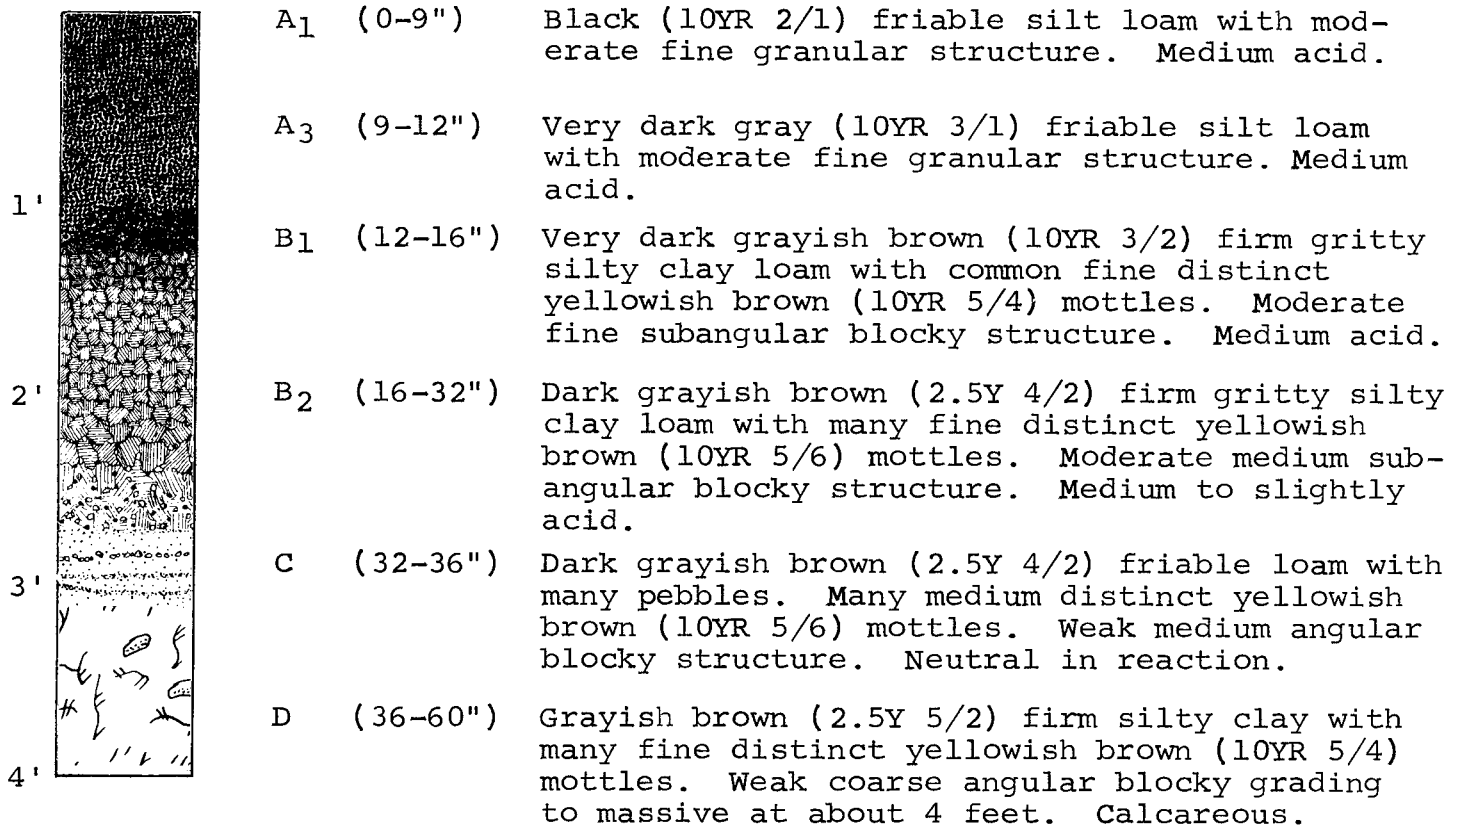 A1 (0-9") Black (10YR 2/1) friable silt loam with mod-
erate fine granular structure. Medium acid.
A3 (9-12") Very dark gray (10YR 3/1) friable silt loam
with moderate fine granular structure. Medium
acid.
1'
B1 (12-16") Very dark grayish brown (10YR 3/2) firm gritty
silty clay loam with common fine distinct
yellowish brown (10YR 5/4) mottles. Moderate
fine subangular blocky structure. Medium acid.
2'
B2 (16-32") Dark grayish brown (2.5Y 4/2) firm gritty silty
clay loam with many fine distinct yellowish
brown (10YR 5/6) mottles. Moderate medium sub-
angular blocky structure. Medium to slightly
acid.
C (32-36") Dark grayish brown (2.5Y 4/2) friable loam with
3'
many pebbles. Many medium distinct yellowish
brown (10YR 5/6) mottles. Weak medium angular
blocky structure. Neutral in reaction.
D (36-60") Grayish brown (2.5Y 5/2) firm silty clay with
many fine distinct yellowish brown (10YR 5/4)
4'
mottles. Weak coarse angular blocky grading
to massive at about 4 feet. Calcareous.